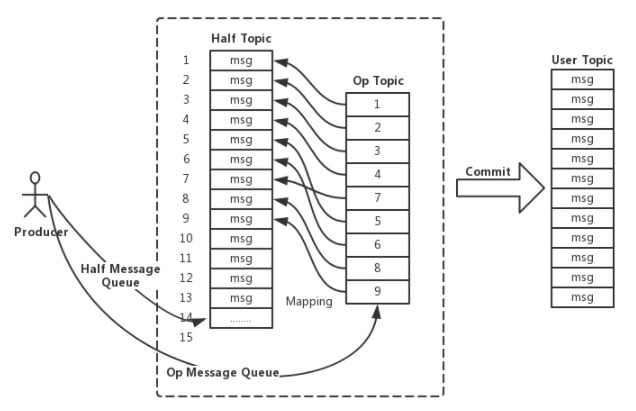 Half Topic
1 msg
2 msg
3 msg
4 msg
5 msg
6 msg
7 msg
8 msg
9 msg
10 msg
11 msg
12 msg
13 msg
14 ........
15
Op Topic
1
2
3
4
7
5
6
8
9
Mapping
Producer
Half Message
Queue
Op Message Queue
Commit
User Topic
msg
msg
msg
msg
msg
msg
msg
msg
msg
msg
msg
msg